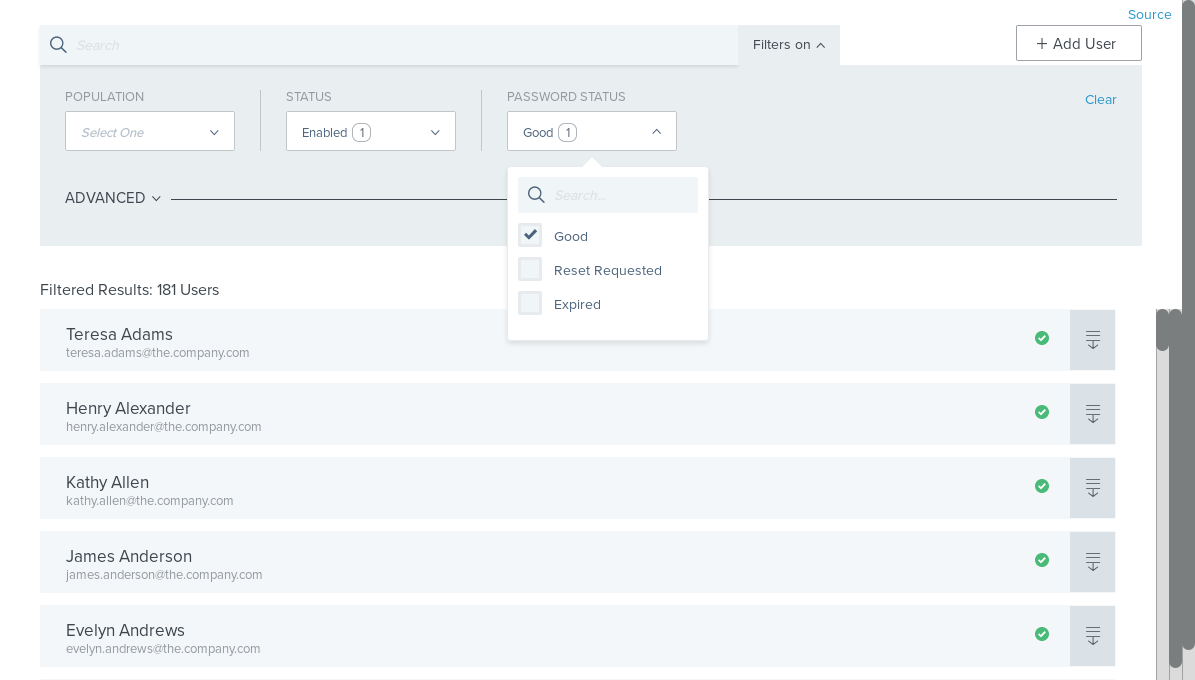 Source
Search
Filters on
+ Add User
POPULATION
STATUS
PASSWORD STATUS
Clear
Select One
Enabled 1
Good 1
ADVANCED
Search...
Good
Reset Requested
Expired
Filtered Results: 181 Users
Teresa Adams
teresa.adams@the.company.com
Henry Alexander
henry.alexander@the.company.com
Kathy Allen
kathy.allen@the.company.com
James Anderson
james.anderson@the.company.com
Evelyn Andrews
evelyn.andrews@the.company.com